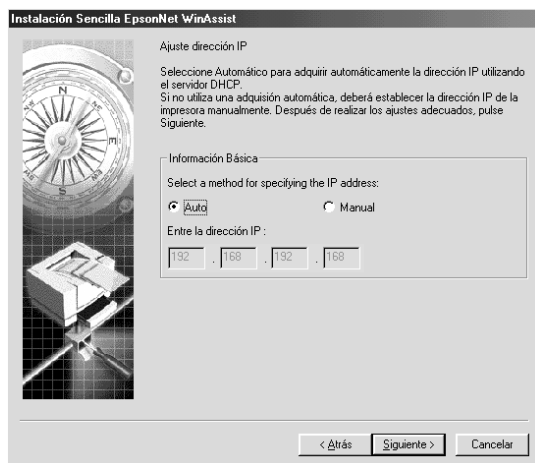 Instalación Sencilla EpsonNet WinAssist
Ajuste dirección IP
Seleccione Automático para adquirir automáticamente la dirección IP utilizando
el servidor DHCP.
Si no utiliza una adquisión automática, deberá establecer la dirección IP de la
impresora manualmente. Después de realizar los ajustes adecuados, pulse
Siguiente.
Información Básica
Select a method for specifying the IP address:
Auto Manual
Entre la dirección IP :
192 . 168 . 192 . 168
< Atrás Siguiente > Cancelar
N
E
S